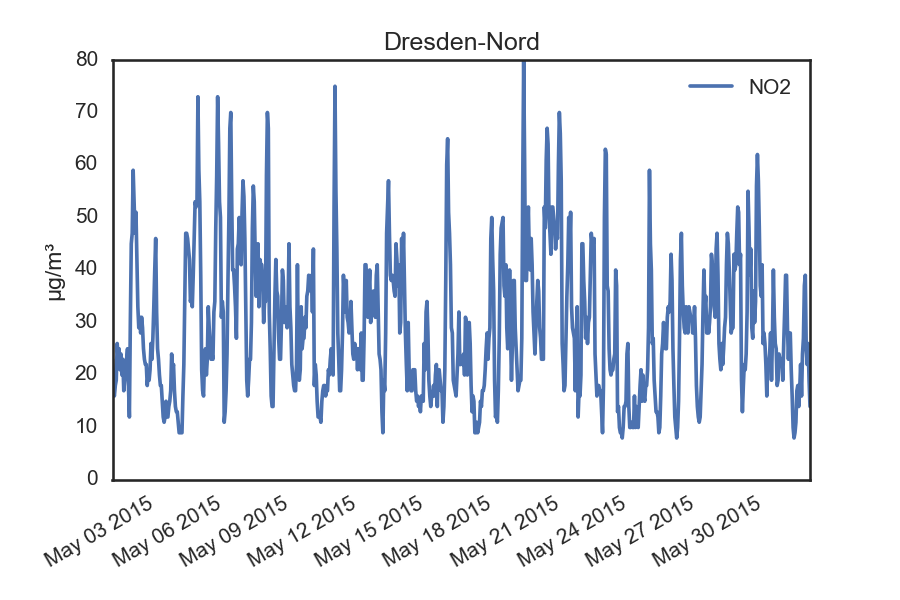 Dresden-Nord
NO2
µg/m³
80
70
60
50
40
30
20
10
0
May 03 2015
May 06 2015
May 09 2015
May 12 2015
May 15 2015
May 18 2015
May 21 2015
May 24 2015
May 27 2015
May 30 2015